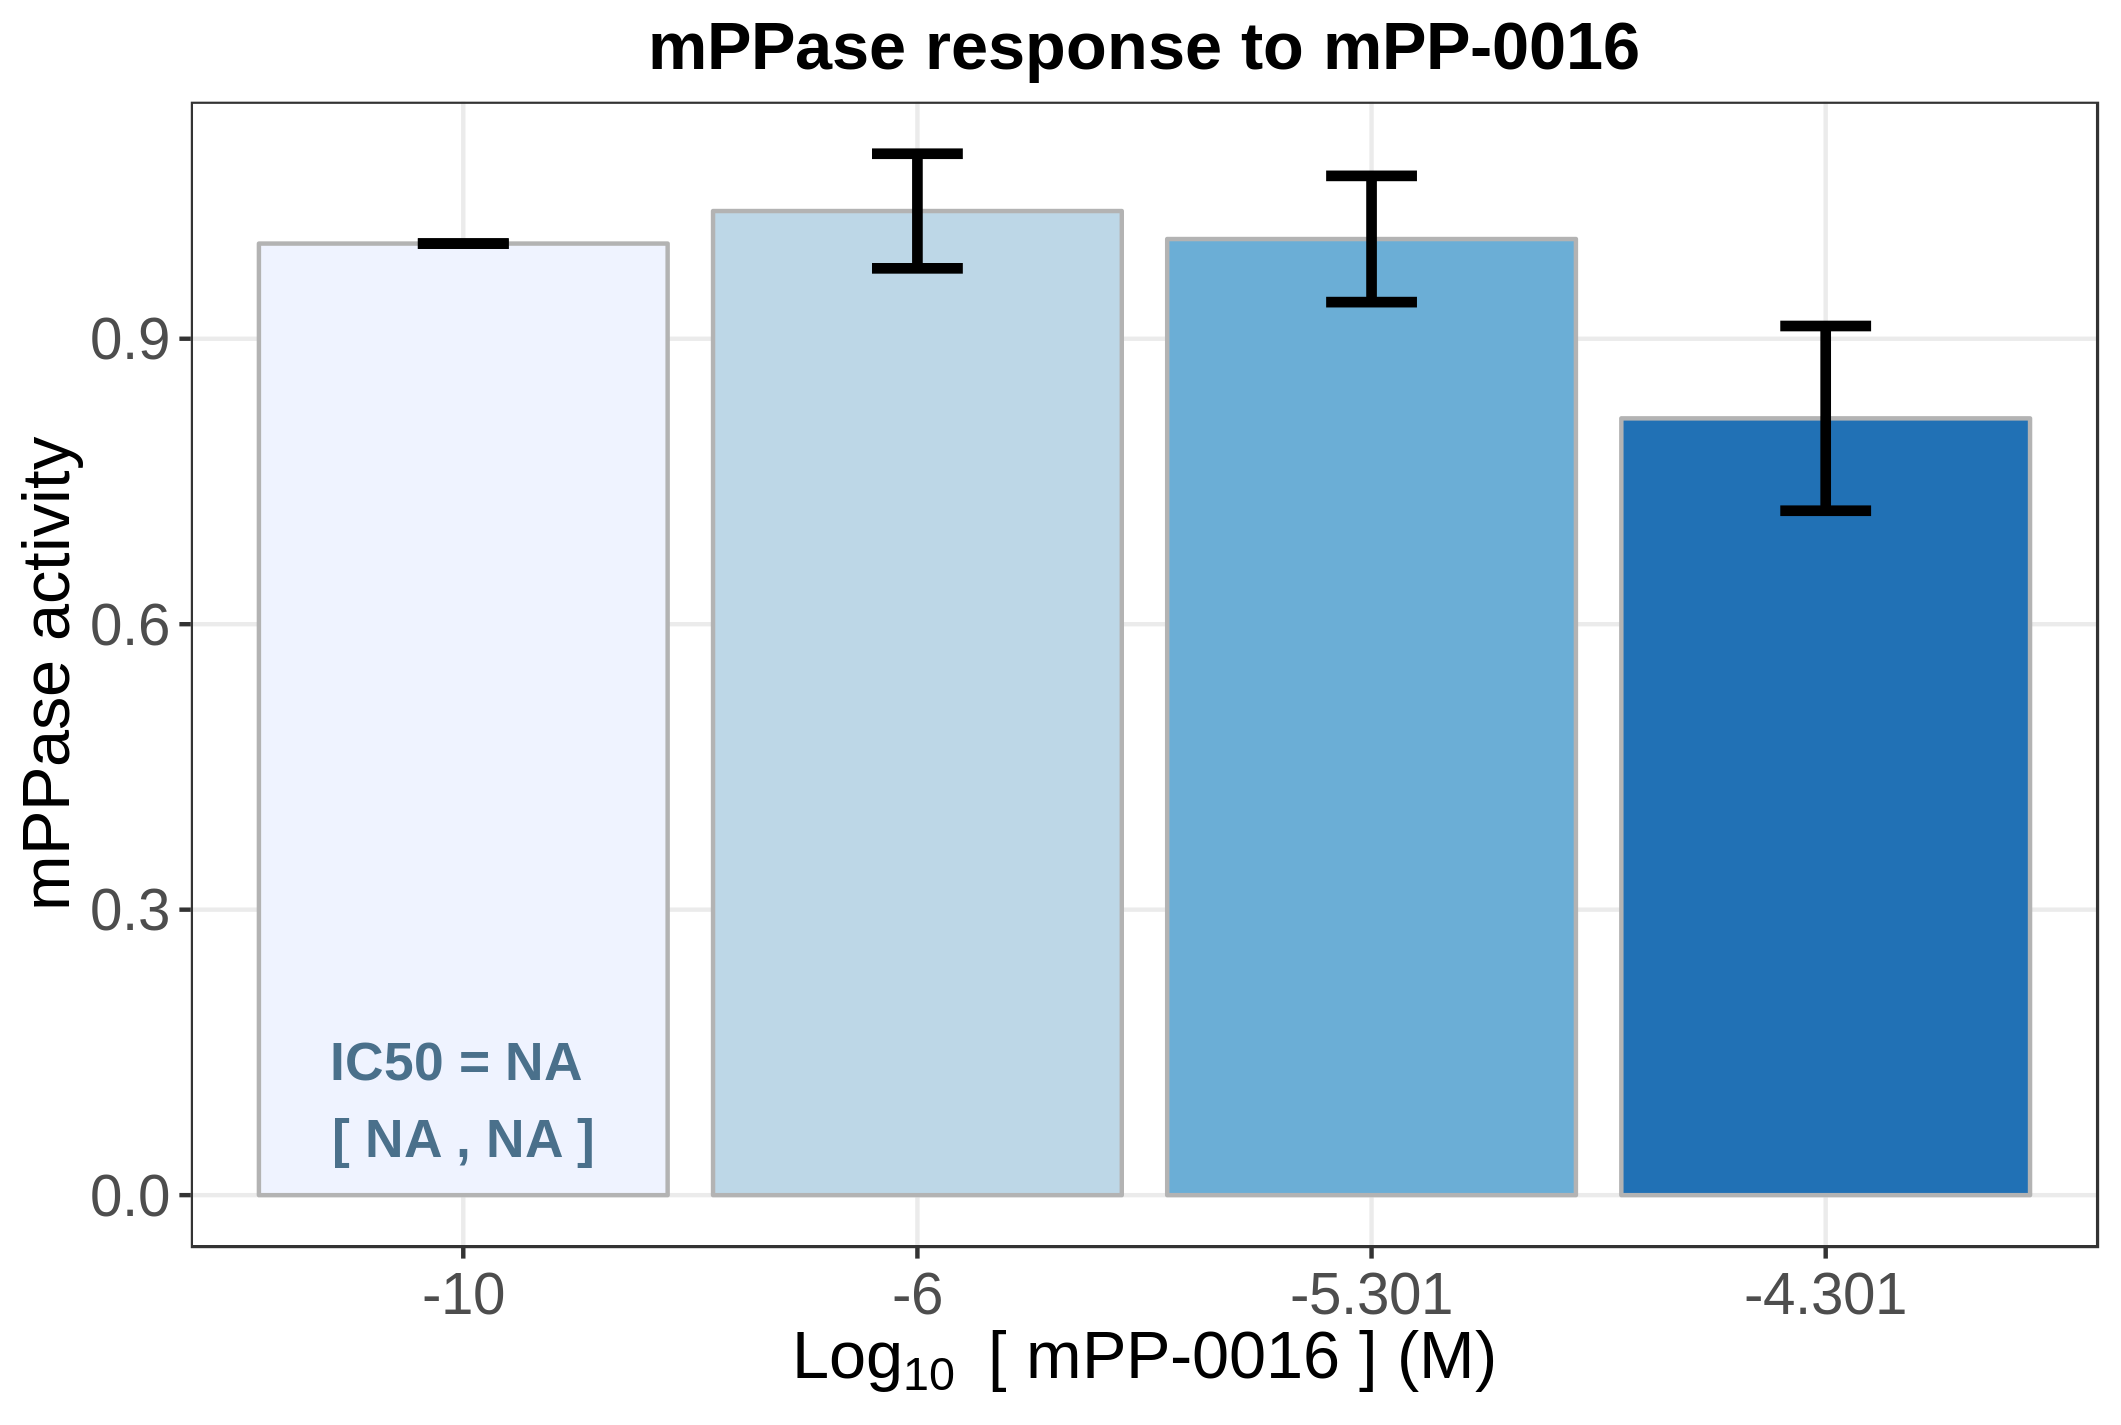 mPPase response to mPP-0016
mPPase activity
0.9
0.6
0.3
0.0
IC50 = NA
[ NA , NA ]
-10
-6
-5.301
-4.301
Log10 [ mPP-0016 ] (M)